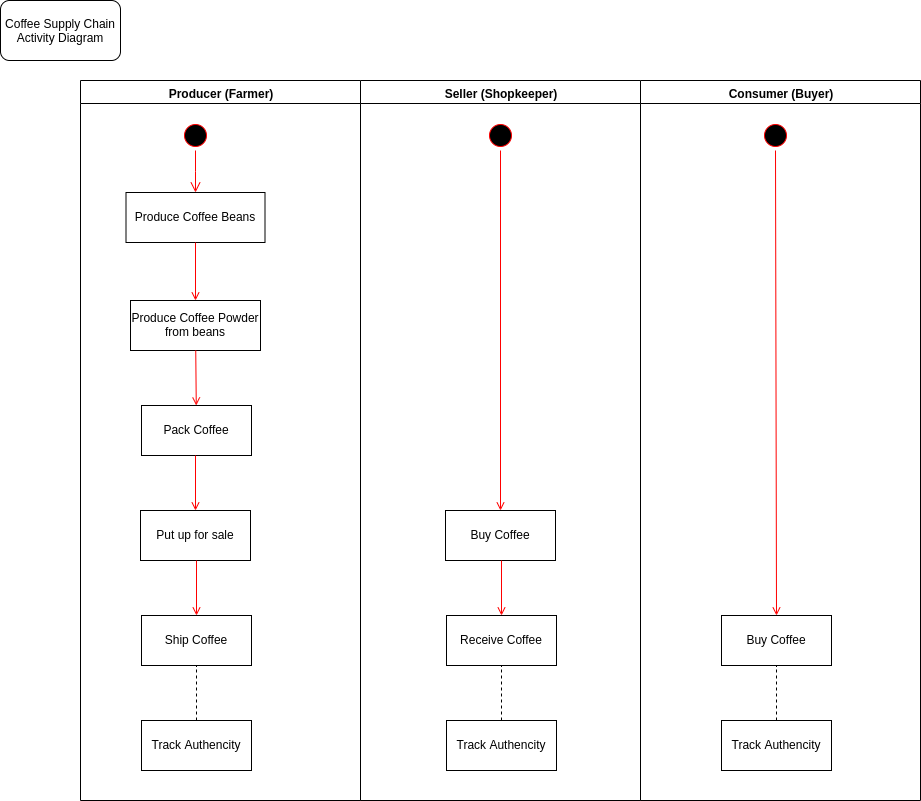 Coffee Supply Chain
Activity Diagram
Producer (Farmer)
Seller (Shopkeeper)
Consumer (Buyer)
Produce Coffee Beans
Produce Coffee Powder
from beans
Pack Coffee
Put up for sale
Buy Coffee
Ship Coffee
Receive Coffee
Buy Coffee
Track Authencity
Track Authencity
Track Authencity